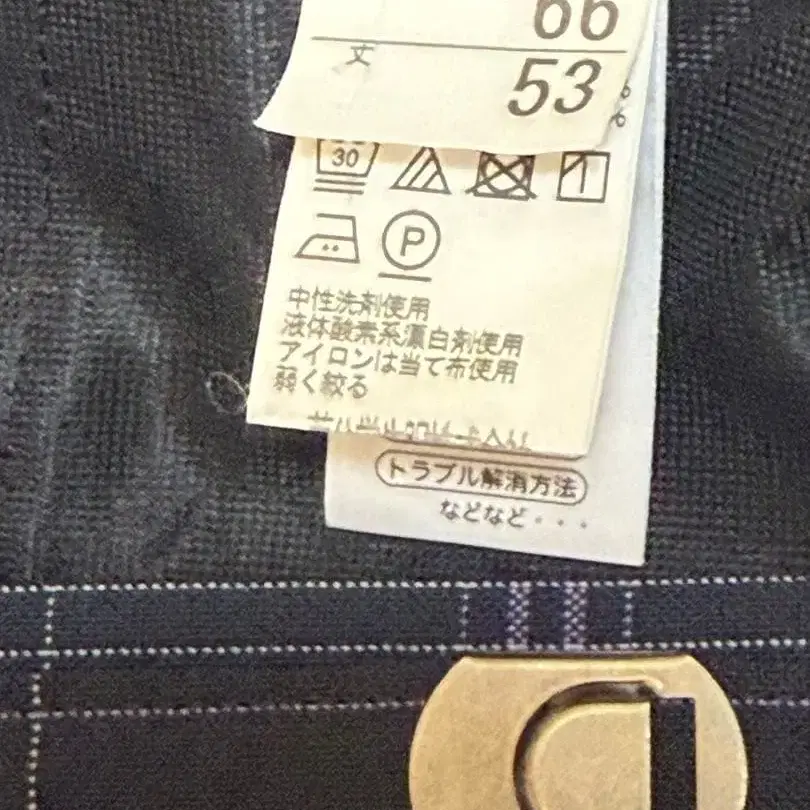 66
丈 53
30
P
中性洗剤使用
液体酸素系漂白剤使用
アイロンは当て布使用
弱く絞る
トラブル解消方法
などなど・・・